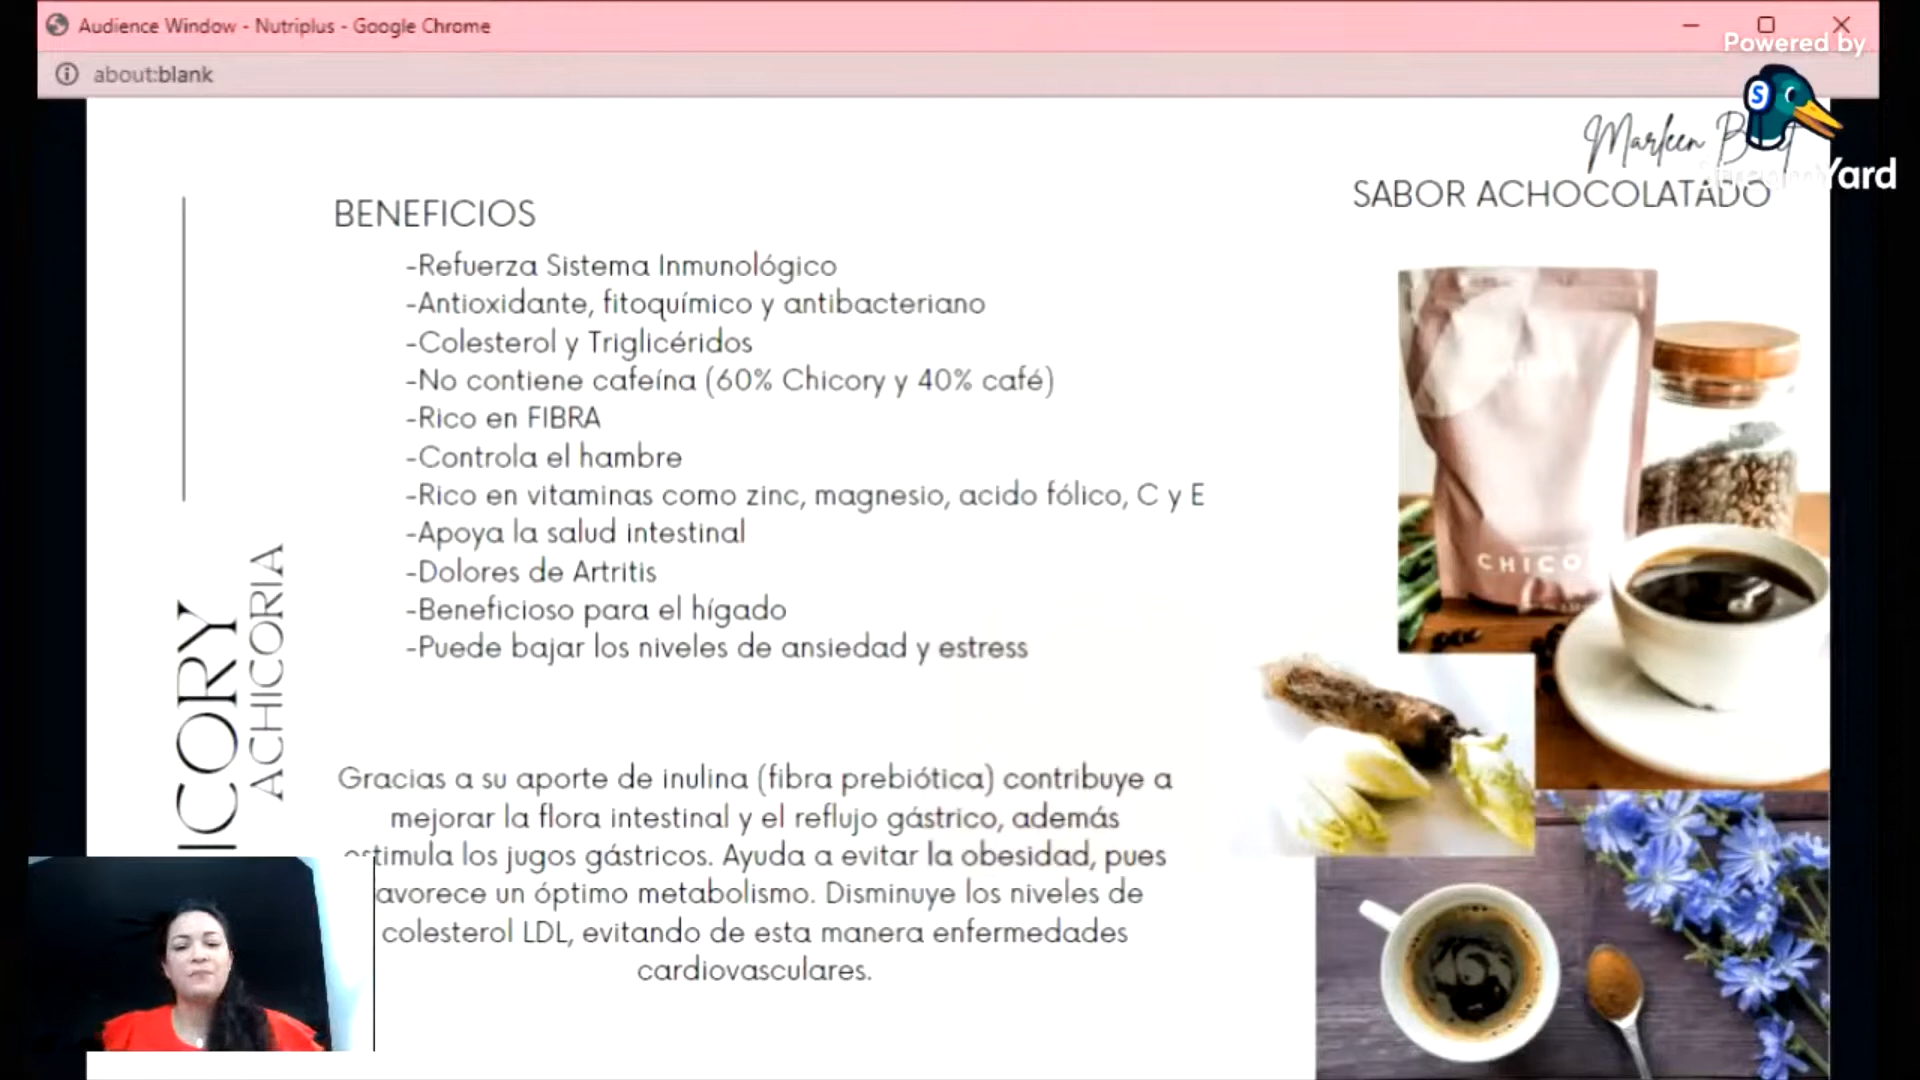 Audience Window - Nutriplus - Google Chrome
about:blank
Powered by
Marleen
Yard
SABOR ACHOCOLATADO
BENEFICIOS
-Refuerza Sistema Inmunológico
-Antioxidante, fitoquímico y antibacteriano
-Colesterol y Triglicéridos
-No contiene cafeína (60% Chicory y 40% café)
-Rico en FIBRA
-Controla el hambre
-Rico en vitaminas como zinc, magnesio, acido fólico, C y E
-Apoya la salud intestinal
-Dolores de Artritis
-Beneficioso para el hígado
-Puede bajar los niveles de ansiedad y estress
ICORY
ACHICORIA
CHICO
Gracias a su aporte de inulina (fibra prebiótica) contribuye a
mejorar la flora intestinal y el reflujo gástrico, además
timula los jugos gástricos. Ayuda a evitar la obesidad, pues
avorece un óptimo metabolismo. Disminuye los niveles de
colesterol LDL, evitando de esta manera enfermedades
cardiovasculares.